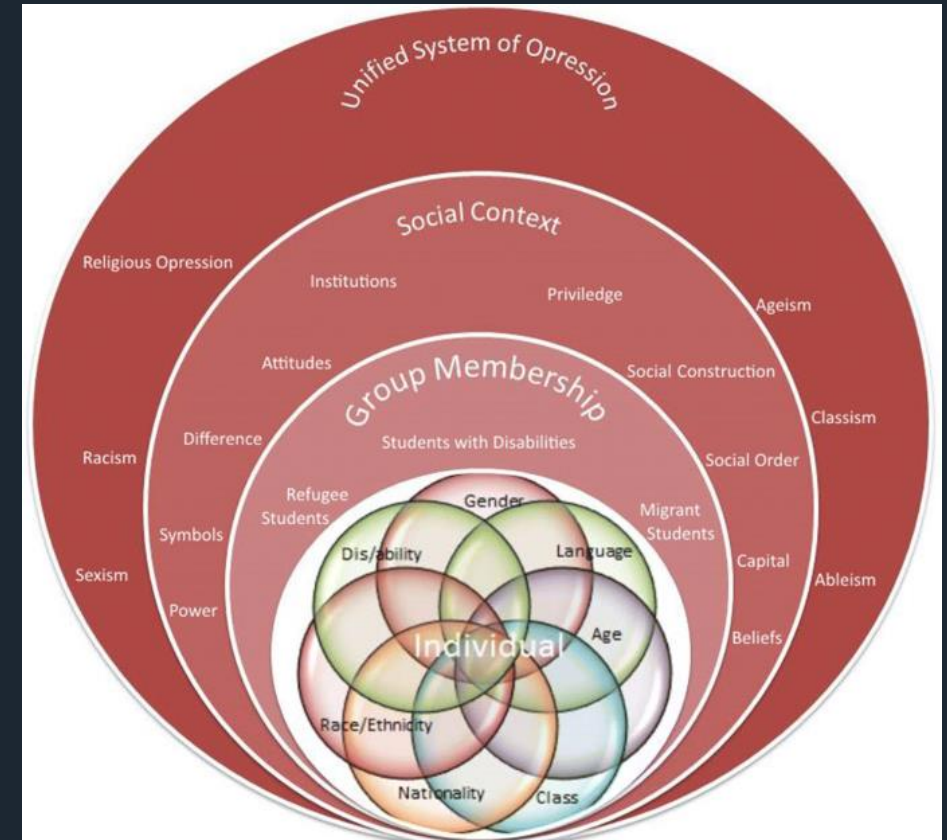 Unified System of Opression
Social Context
Religious Opression
Institutions
Priviledge
Ageism
Attitudes
Group Membership
Social Construction
Classism
Difference
Students with Disabilities
Racism
Social Order
Refugee
Students
Gender
Migrant
Students
Symbols
Dis/ability
Language
Capital
Sexism
Ableism
Power
Individual
Age
Beliefs
Race/Ethnicity
Nationality
Class